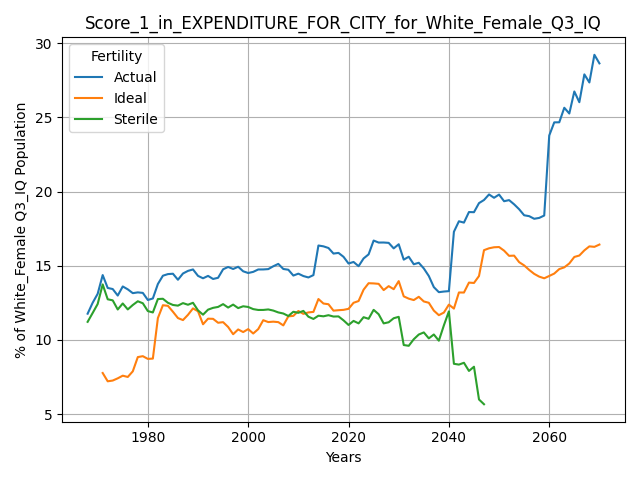 Score_1_in_EXPENDITURE_FOR_CITY_for_White_Female_Q3_IQ
Fertility
Actual
Ideal
Sterile
% of White_Female Q3_IQ Population
30
25
20
15
10
5
1980
2000
2020
2040
2060
Years